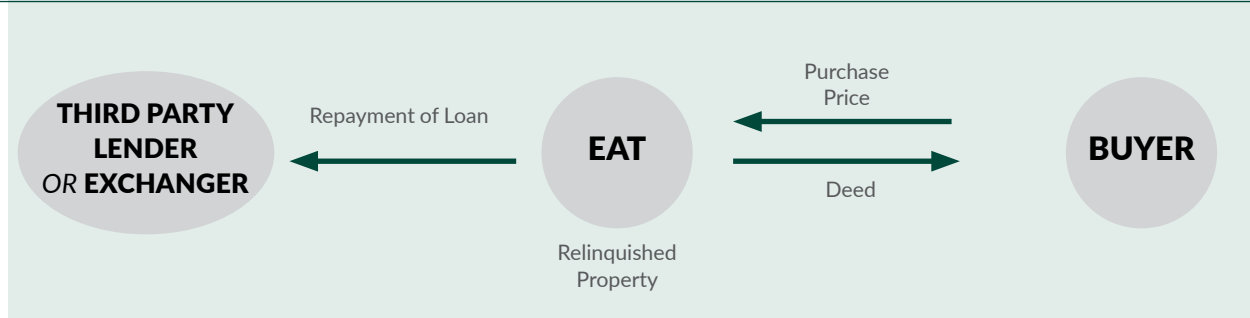 THIRD PARTY
LENDER
OR EXCHANGER
Repayment of Loan
EAT
Relinquished
Property
Purchase
Price
Deed
BUYER